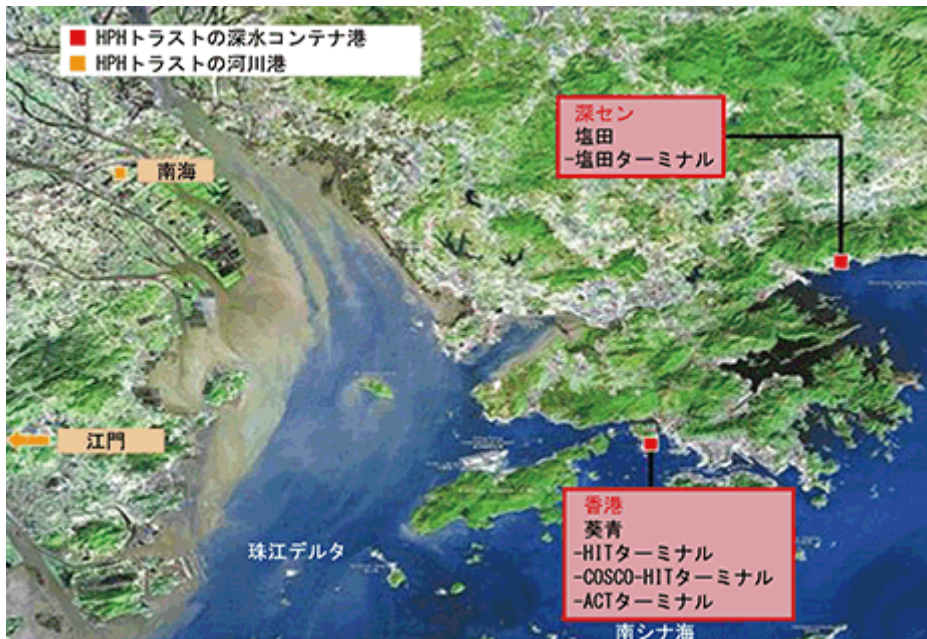 HPHトラストの深水コンテナ港
HPHトラストの河川港
深セン
塩田
-塩田ターミナル
南海
江門
香港
葵青
-HITターミナル
-COSCO-HITターミナル
-ACTターミナル
珠江デルタ
南シナ海